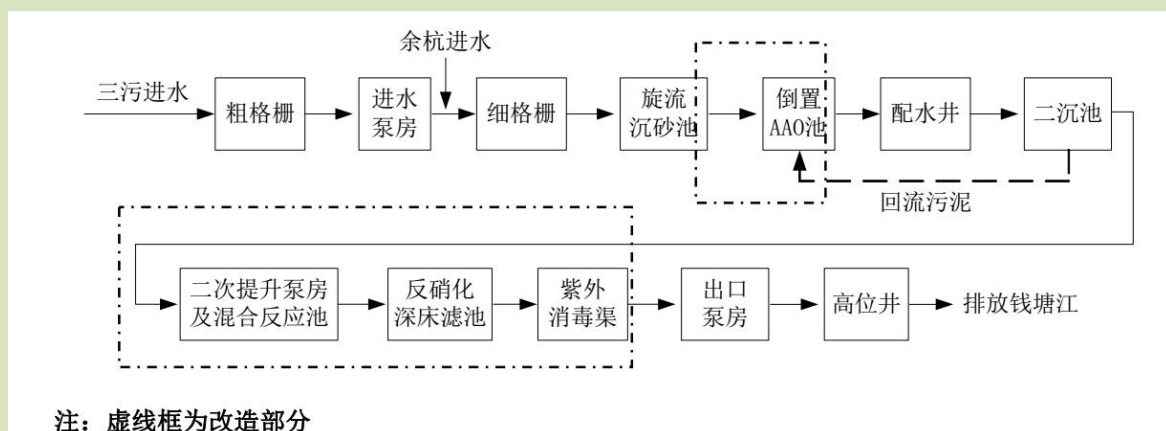 余杭进水
三污进水
粗格栅
进水
泵房
细格栅
旋流
沉砂池
倒置
AAO池
配水井
二沉池
回流污泥
二次提升泵房
及混合反应池
反硝化
深床滤池
紫外
消毒渠
出口
泵房
高位井
排放钱塘江
注：虚线框为改造部分